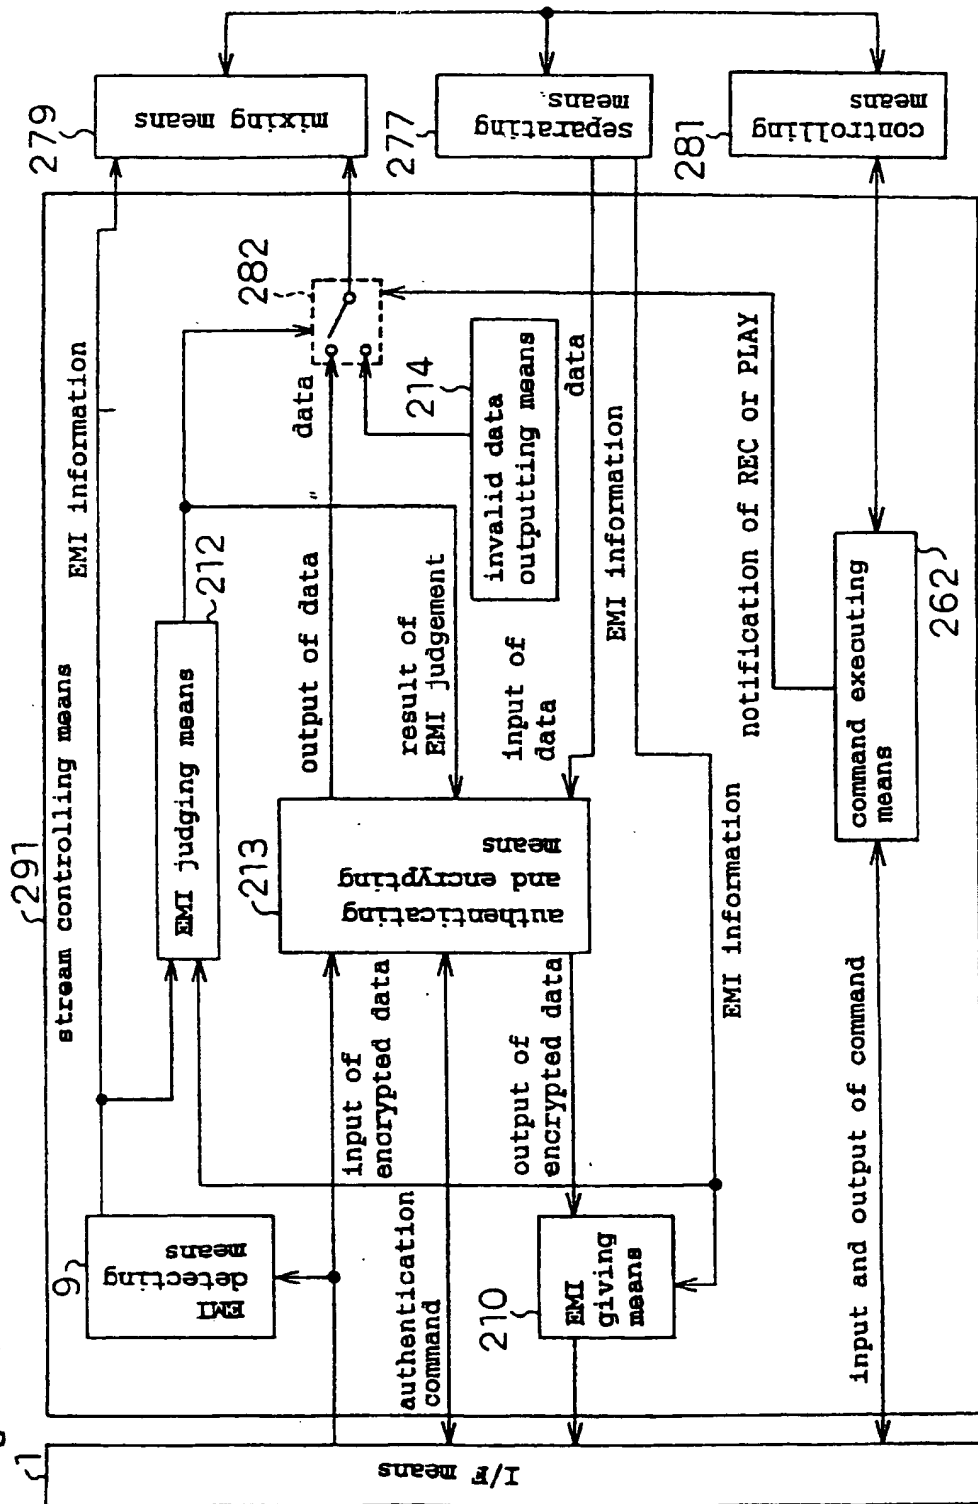 291
stream controlling means
1
I/F means
9
EMI
detecting
means
EMI information
212
EMI judging means
279
mixing means
282
data
output of data
214
invalid data
outputting means
result of
EMI judgement
input of
data
data
EMI information
277
separating
means
213
authenticating
and encrypting
means
input of
encrypted data
authentication
command
output of
encrypted data
210
EMI
giving
means
EMI information
notification of REC or PLAY
281
controlling
means
command executing
means
262
input and output of command